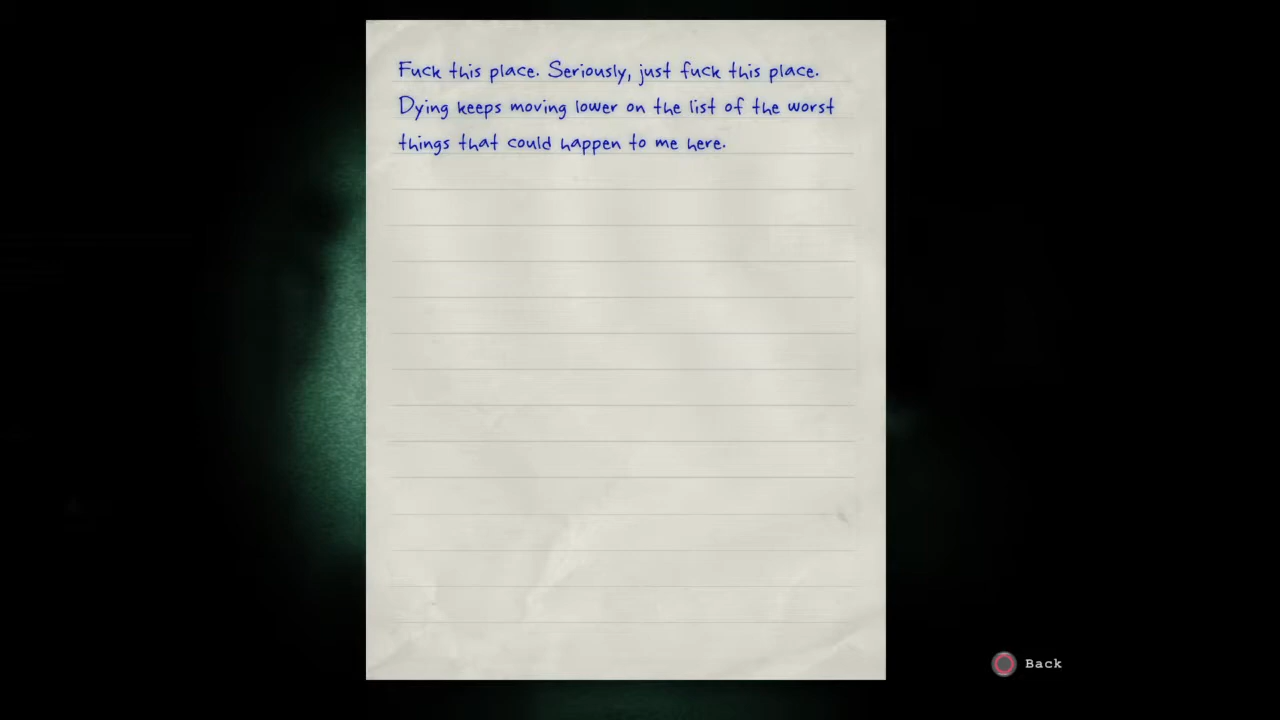 Fuck this place. Seriously, just fuck this place.
Dying keeps moving lower on the list of the worst
things that could happen to me here.
Back